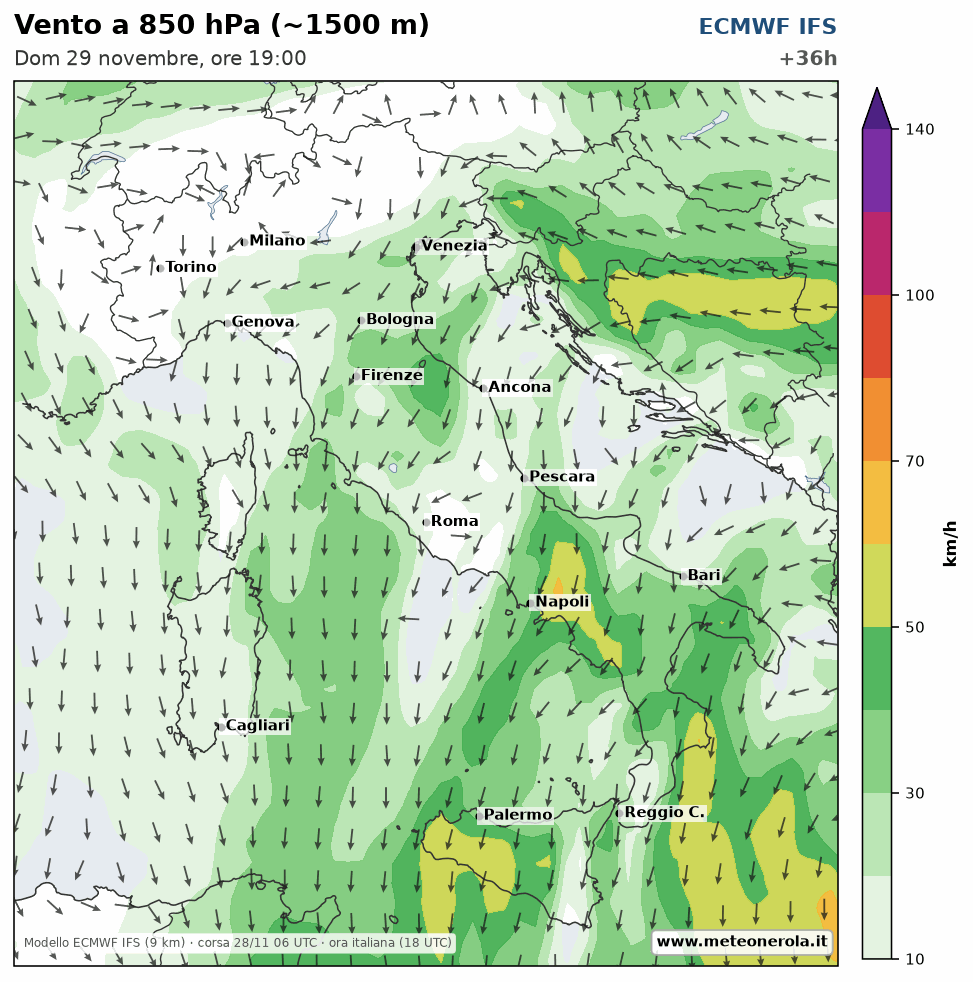 Vento a 850 hPa (~1500 m)
ECMWF IFS
Dom 29 novembre, ore 19:00
+36h
140
Milano
Venezia
Torino
100
Genova
Bologna
Firenze
Ancona
70
Pescara
Roma
km/h
Bari
Napoli
50
Cagliari
30
Palermo
Reggio C.
Modello ECMWF IFS (9 km) · corsa 28/11 06 UTC · ora italiana (18 UTC)
www.meteonerola.it
10